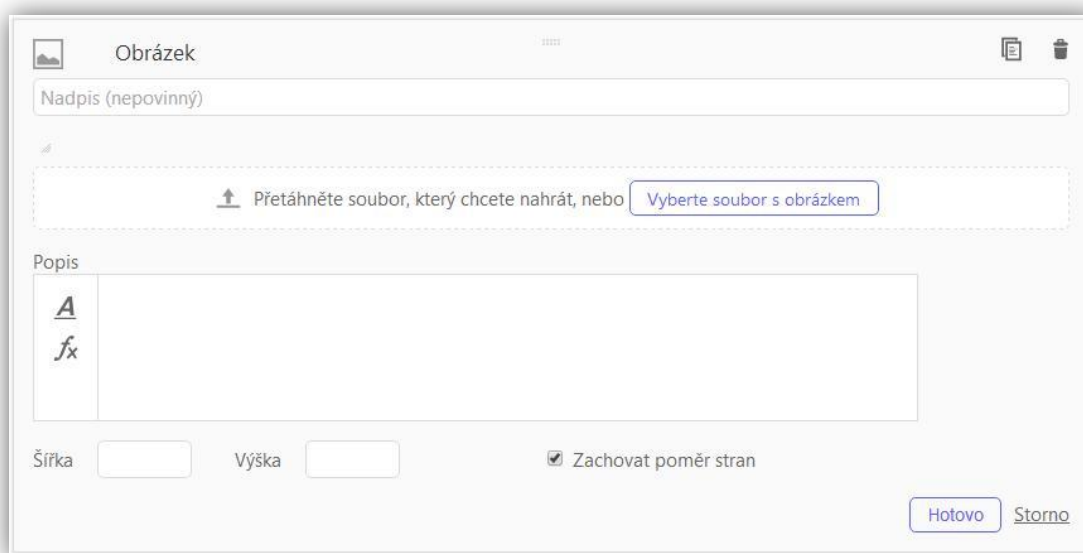 Obrázek
Nadpis (nepovinný)
Přetáhněte soubor, který chcete nahrát, nebo Vyberte soubor s obrázkem
Popis
A
fx
Šířka Výška Zachovat poměr stran
Hotovo Storno